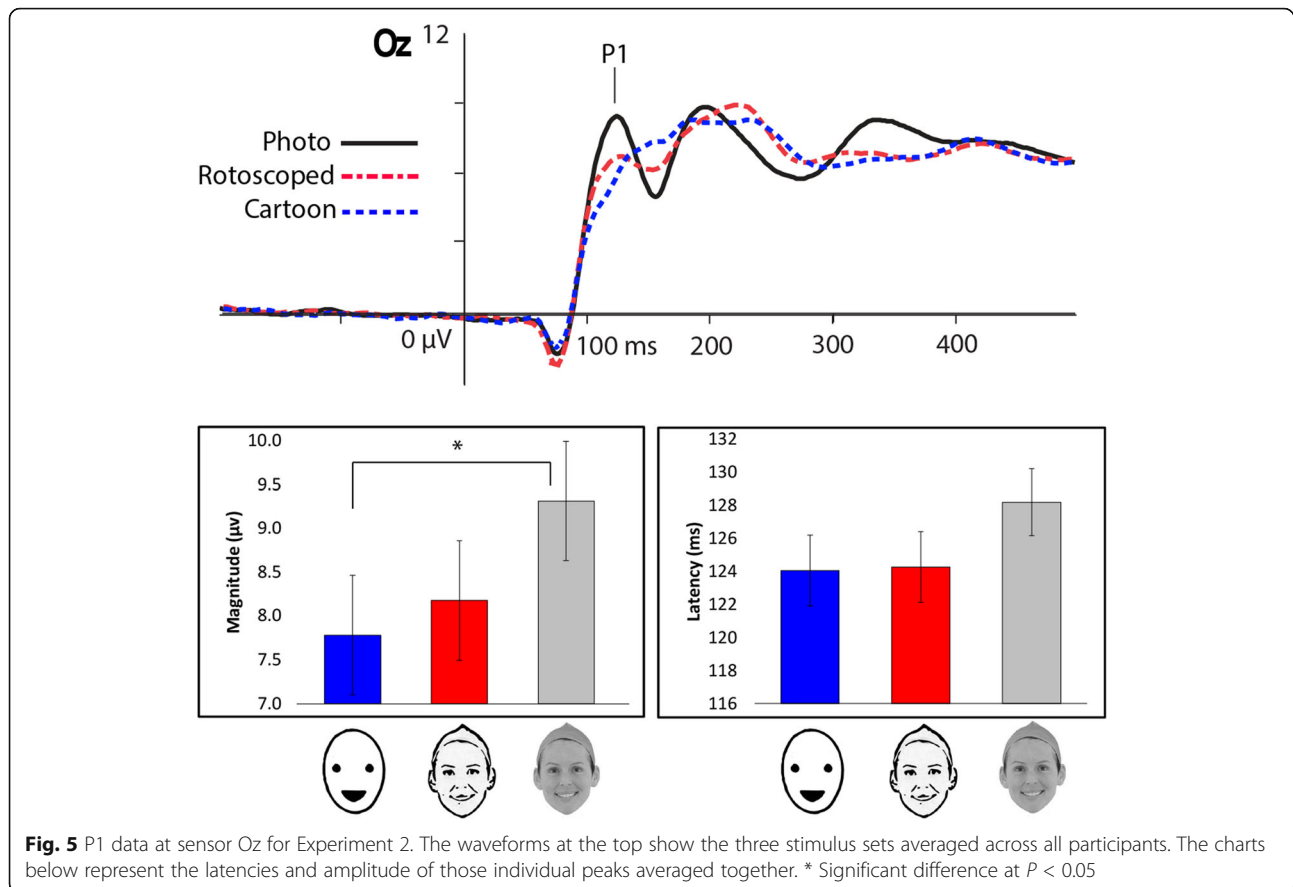 Oz 12
P1
Photo
Rotoscoped
Cartoon
0 µV 100 ms 200 300 400
10.0
9.5
9.0
8.5
8.0
7.5
7.0
Magnitude (µv)
*
132
130
128
126
124
122
120
118
116
Latency (ms)
Fig. 5 P1 data at sensor Oz for Experiment 2. The waveforms at the top show the three stimulus sets averaged across all participants. The charts
below represent the latencies and amplitude of those individual peaks averaged together. * Significant difference at P < 0.05